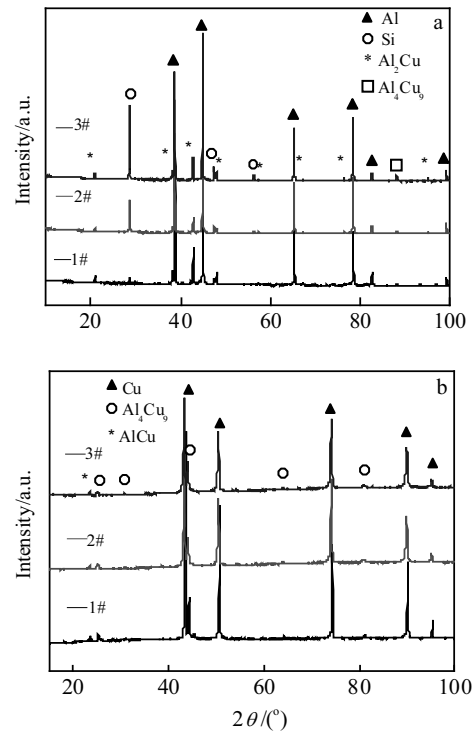 a
▲ Al
○ Si
* Al₂Cu
□ Al₄Cu₉
Intensity/a.u.
3#
2#
1#
20 40 60 80 100
b
▲ Cu
○ Al₄Cu₉
* AlCu
Intensity/a.u.
3#
2#
1#
20 40 60 80 100
2θ/(°)